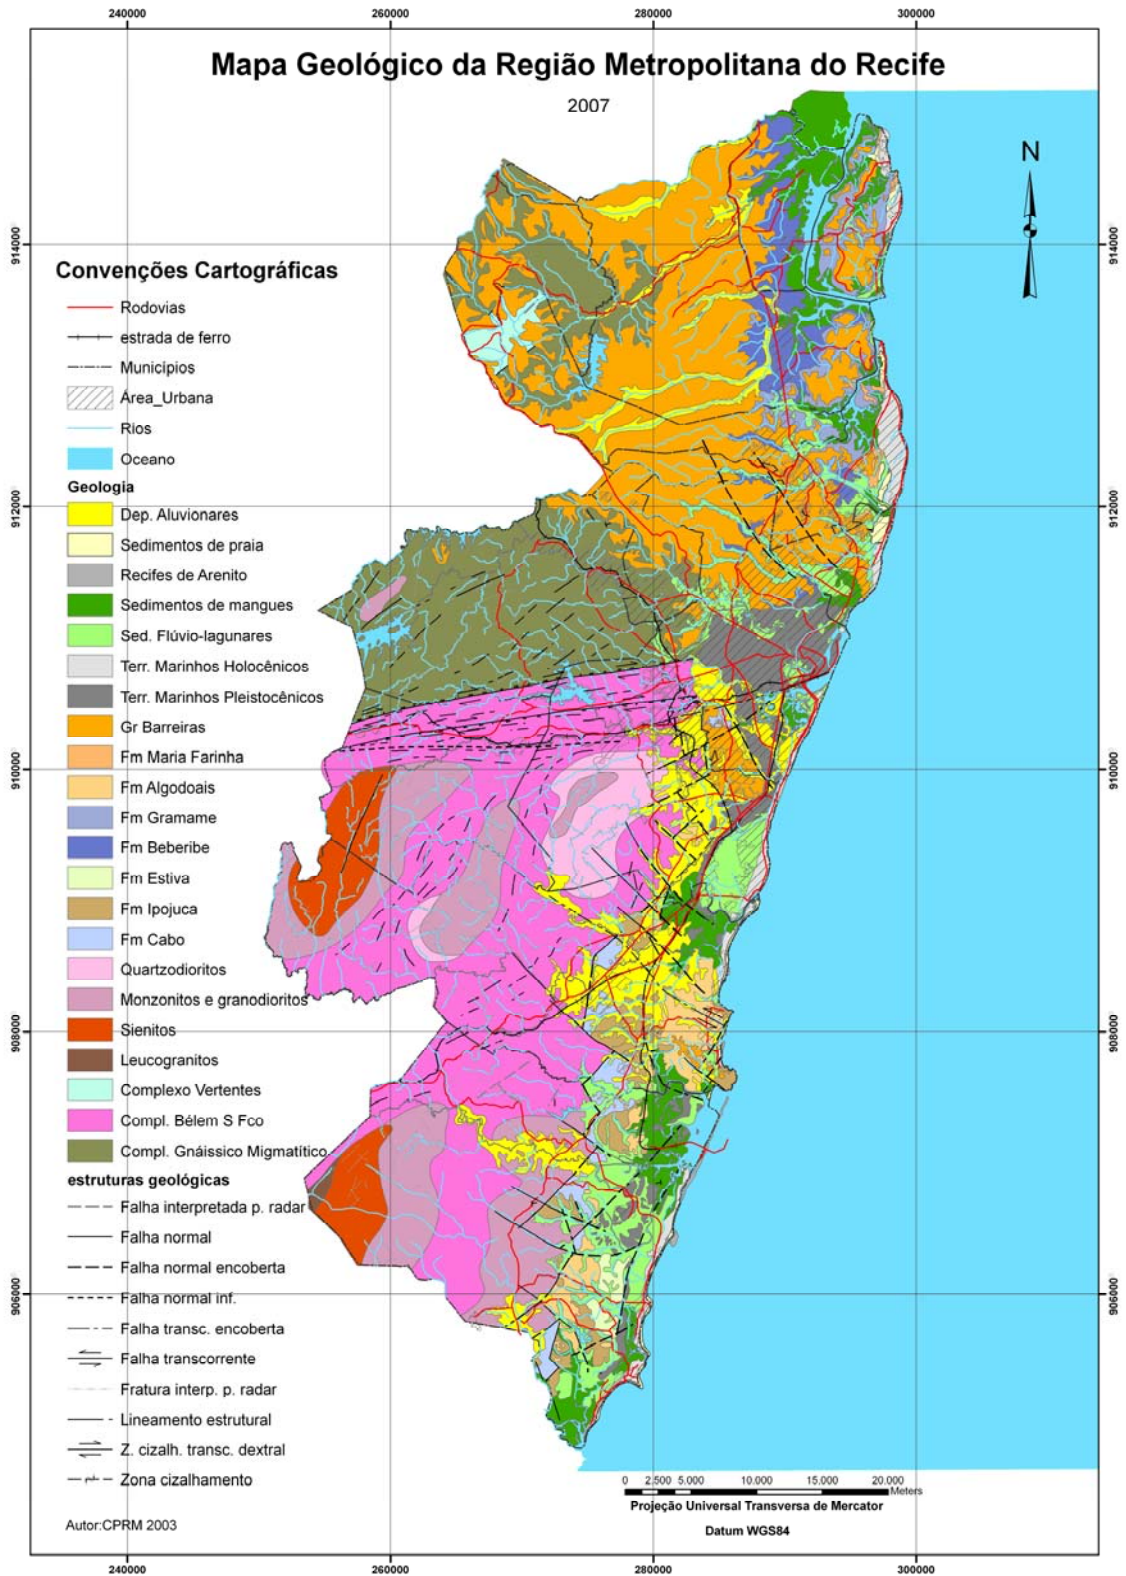 240000 260000 280000 300000
Mapa Geológico da Região Metropolitana do Recife
2007
N
914000 914000
Convenções Cartográficas
Rodovias
estrada de ferro
Municípios
Área_Urbana
Rios
Oceano
Geologia
912000 912000
Dep. Aluvionares
Sedimentos de praia
Recifes de Arenito
Sedimentos de mangues
Sed. Flúvio-lagunares
Terr. Marinhos Holocênicos
Terr. Marinhos Pleistocênicos
Gr Barreiras
Fm Maria Farinha
910000 910000
Fm Algodoais
Fm Gramame
Fm Beberibe
Fm Estiva
Fm Ipojuca
Fm Cabo
Quartzodioritos
Monzonitos e granodioritos
Sienitos
908000 908000
Leucogranitos
Complexo Vertentes
Compl. Bélem S Fco
Compl. Gnáissico Migmatítico
estruturas geológicas
Falha interpretada p. radar
Falha normal
Falha normal encoberta
Falha normal inf.
906000 906000
Falha transc. encoberta
Falha transcorrente
Fratura interp. p. radar
Lineamento estrutural
Z. cizalh. transc. dextral
Zona cizalhamento
0 2.500 5.000 10.000 15.000 20.000
Meters
Projeção Universal Transversa de Mercator
Datum WGS84
Autor:CPRM 2003
240000 260000 280000 300000